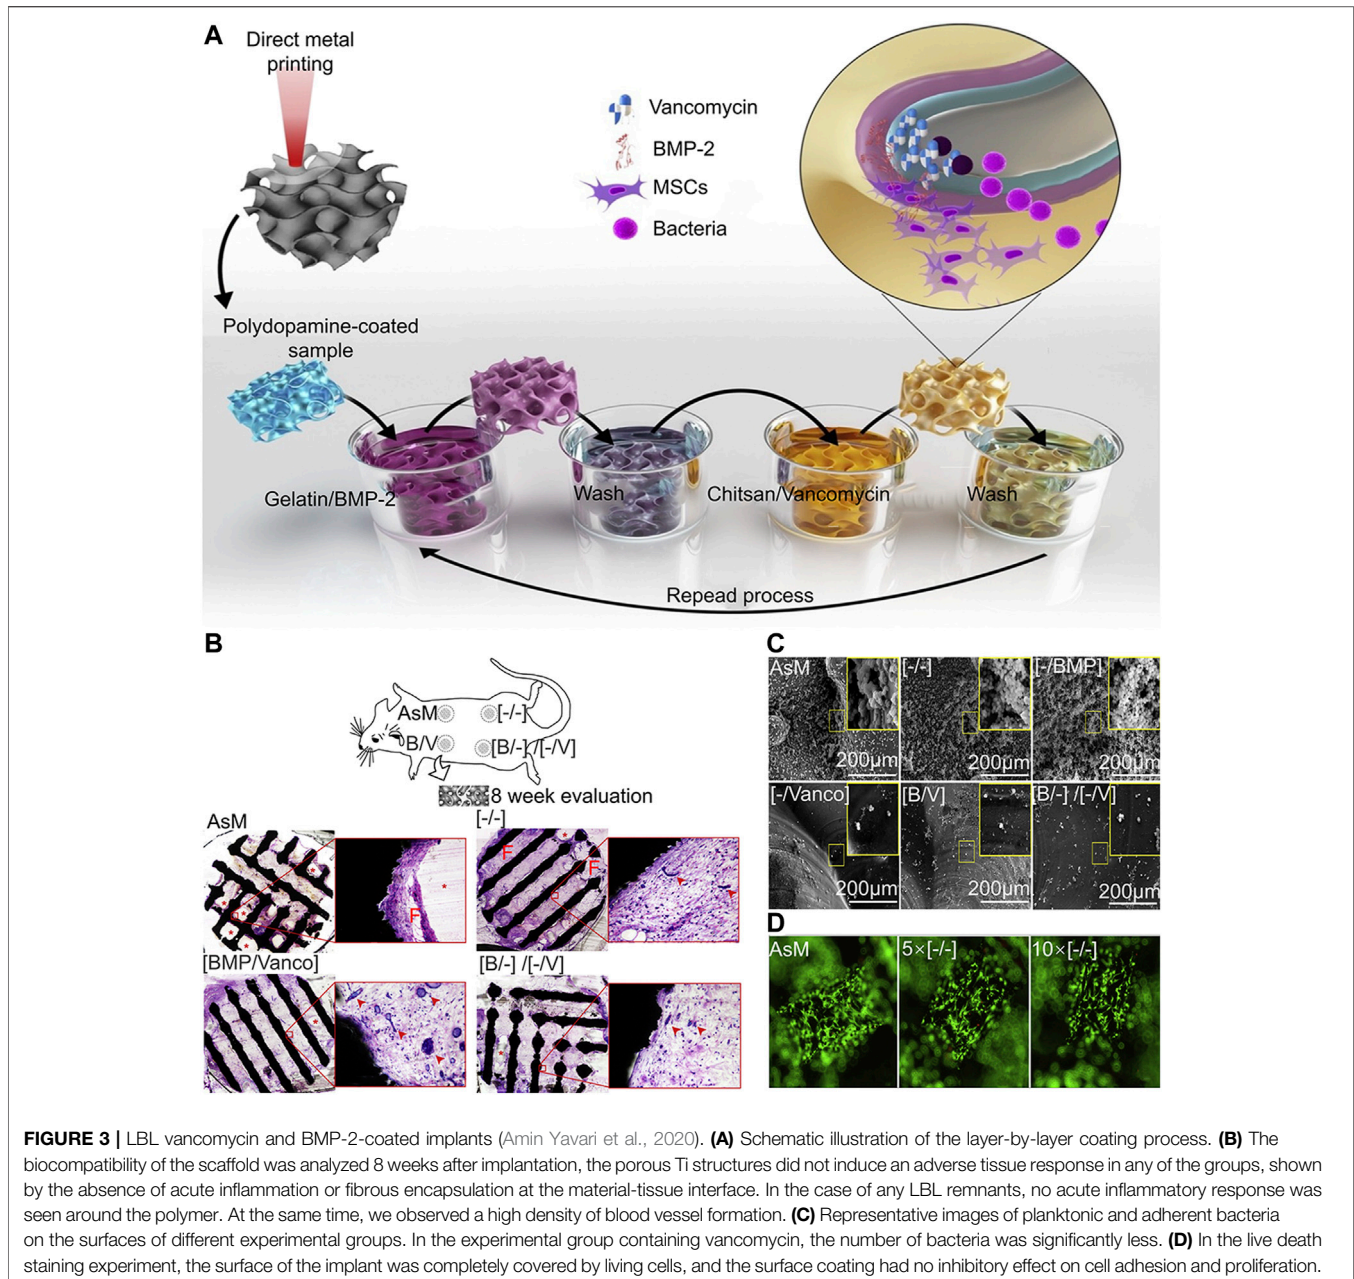 A
Direct metal
printing
Vancomycin
BMP-2
MSCs
Bacteria
Polydopamine-coated
sample
Gelatin/BMP-2
Wash
Chitsan/Vancomycin
Wash
Repead process
B
AsM
[-/-]
B/V
[B/-] /[-/V]
8 week evaluation
AsM
[-/-]
F
F
F
[BMP/Vanco]
[B/-] /[-/V]
C
AsM
[-/-]
[-/BMP]
200µm
200µm
200µm
[-/Vanco]
[B/V]
[B/-] /[-/V]
200µm
200µm
200µm
D
AsM
5×[-/-]
10×[-/-]
FIGURE 3 | LBL vancomycin and BMP-2-coated implants (Amin Yavari et al., 2020). (A) Schematic illustration of the layer-by-layer coating process. (B) The
biocompatibility of the scaffold was analyzed 8 weeks after implantation, the porous Ti structures did not induce an adverse tissue response in any of the groups, shown
by the absence of acute inflammation or fibrous encapsulation at the material-tissue interface. In the case of any LBL remnants, no acute inflammatory response was
seen around the polymer. At the same time, we observed a high density of blood vessel formation. (C) Representative images of planktonic and adherent bacteria
on the surfaces of different experimental groups. In the experimental group containing vancomycin, the number of bacteria was significantly less. (D) In the live death
staining experiment, the surface of the implant was completely covered by living cells, and the surface coating had no inhibitory effect on cell adhesion and proliferation.